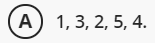 A 1, 3, 2, 5, 4.